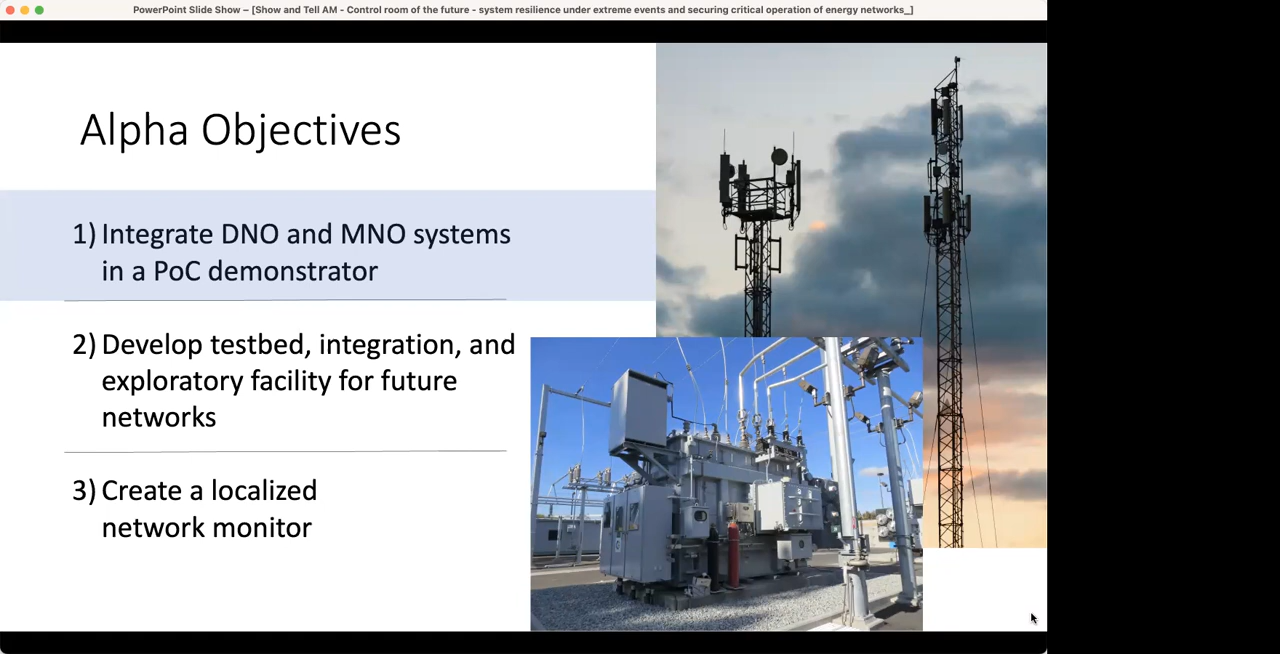 PowerPoint Slide Show – [Show and Tell AM - Control room of the future - system resilience under extreme events and securing critical operation of energy networks_]
Alpha Objectives
1) Integrate DNO and MNO systems
in a PoC demonstrator
2) Develop testbed, integration, and
exploratory facility for future
networks
3) Create a localized
network monitor